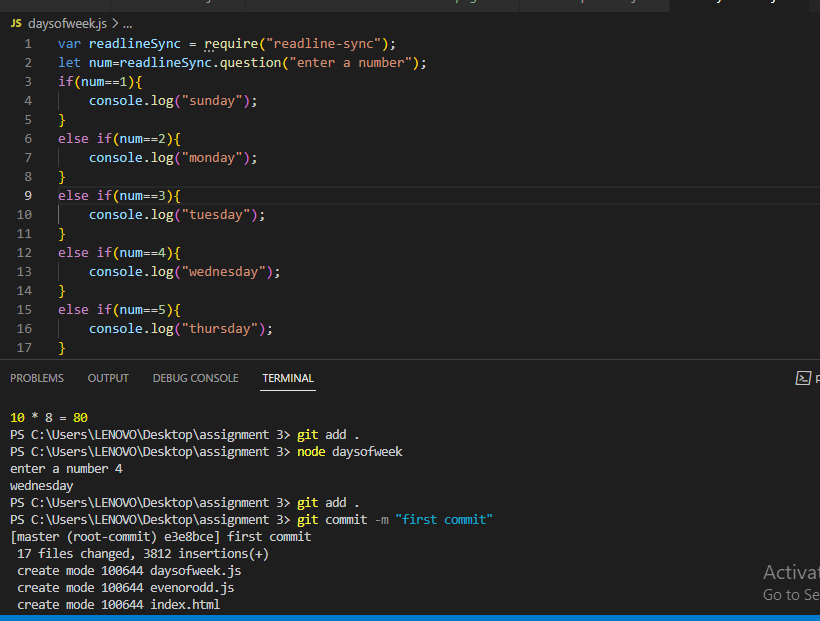 JS daysofweek.js > ...
1 var readlineSync = require("readline-sync");
2 let num=readlineSync.question("enter a number");
3 if(num==1){
4 console.log("sunday");
5 }
6 else if(num==2){
7 console.log("monday");
8 }
9 else if(num==3){
10 console.log("tuesday");
11 }
12 else if(num==4){
13 console.log("wednesday");
14 }
15 else if(num==5){
16 console.log("thursday");
17 }
PROBLEMS OUTPUT DEBUG CONSOLE TERMINAL
10 * 8 = 80
PS C:\Users\LENOVO\Desktop\assignment 3> git add .
PS C:\Users\LENOVO\Desktop\assignment 3> node daysofweek
enter a number 4
wednesday
PS C:\Users\LENOVO\Desktop\assignment 3> git add .
PS C:\Users\LENOVO\Desktop\assignment 3> git commit -m "first commit"
[master (root-commit) e3e8bce] first commit
17 files changed, 3812 insertions(+)
create mode 100644 daysofweek.js
create mode 100644 evenorodd.js
create mode 100644 index.html
Activat
Go to Se